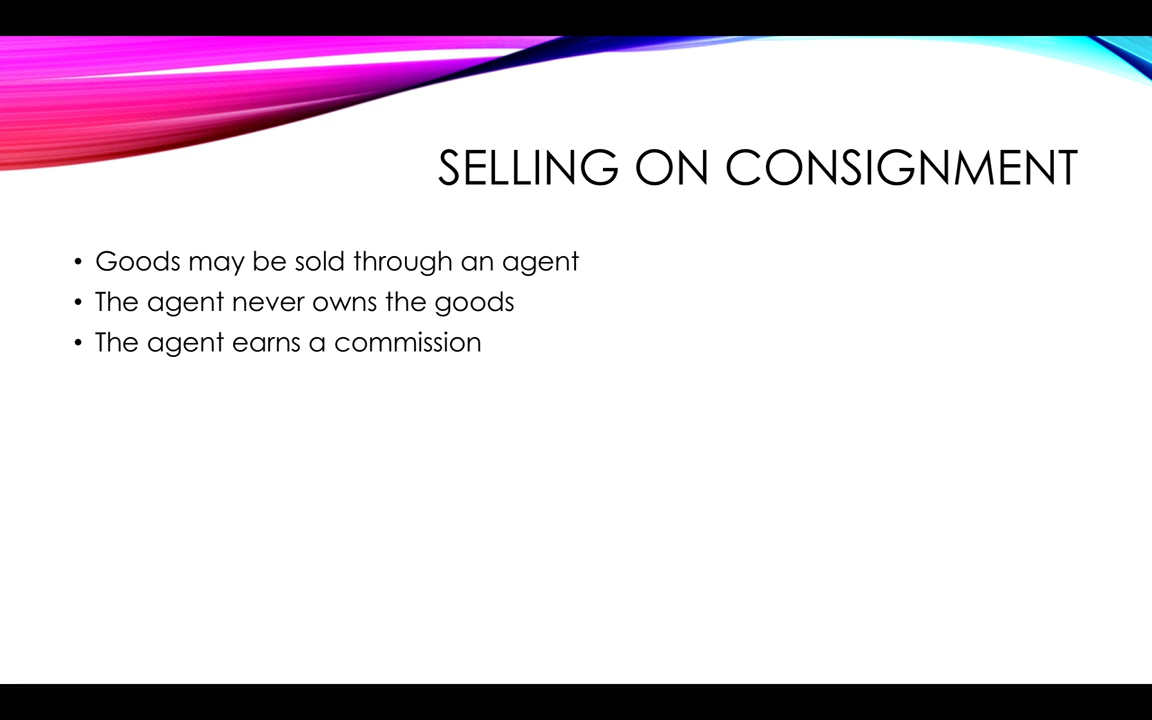 SELLING ON CONSIGNMENT
• Goods may be sold through an agent
• The agent never owns the goods
• The agent earns a commission